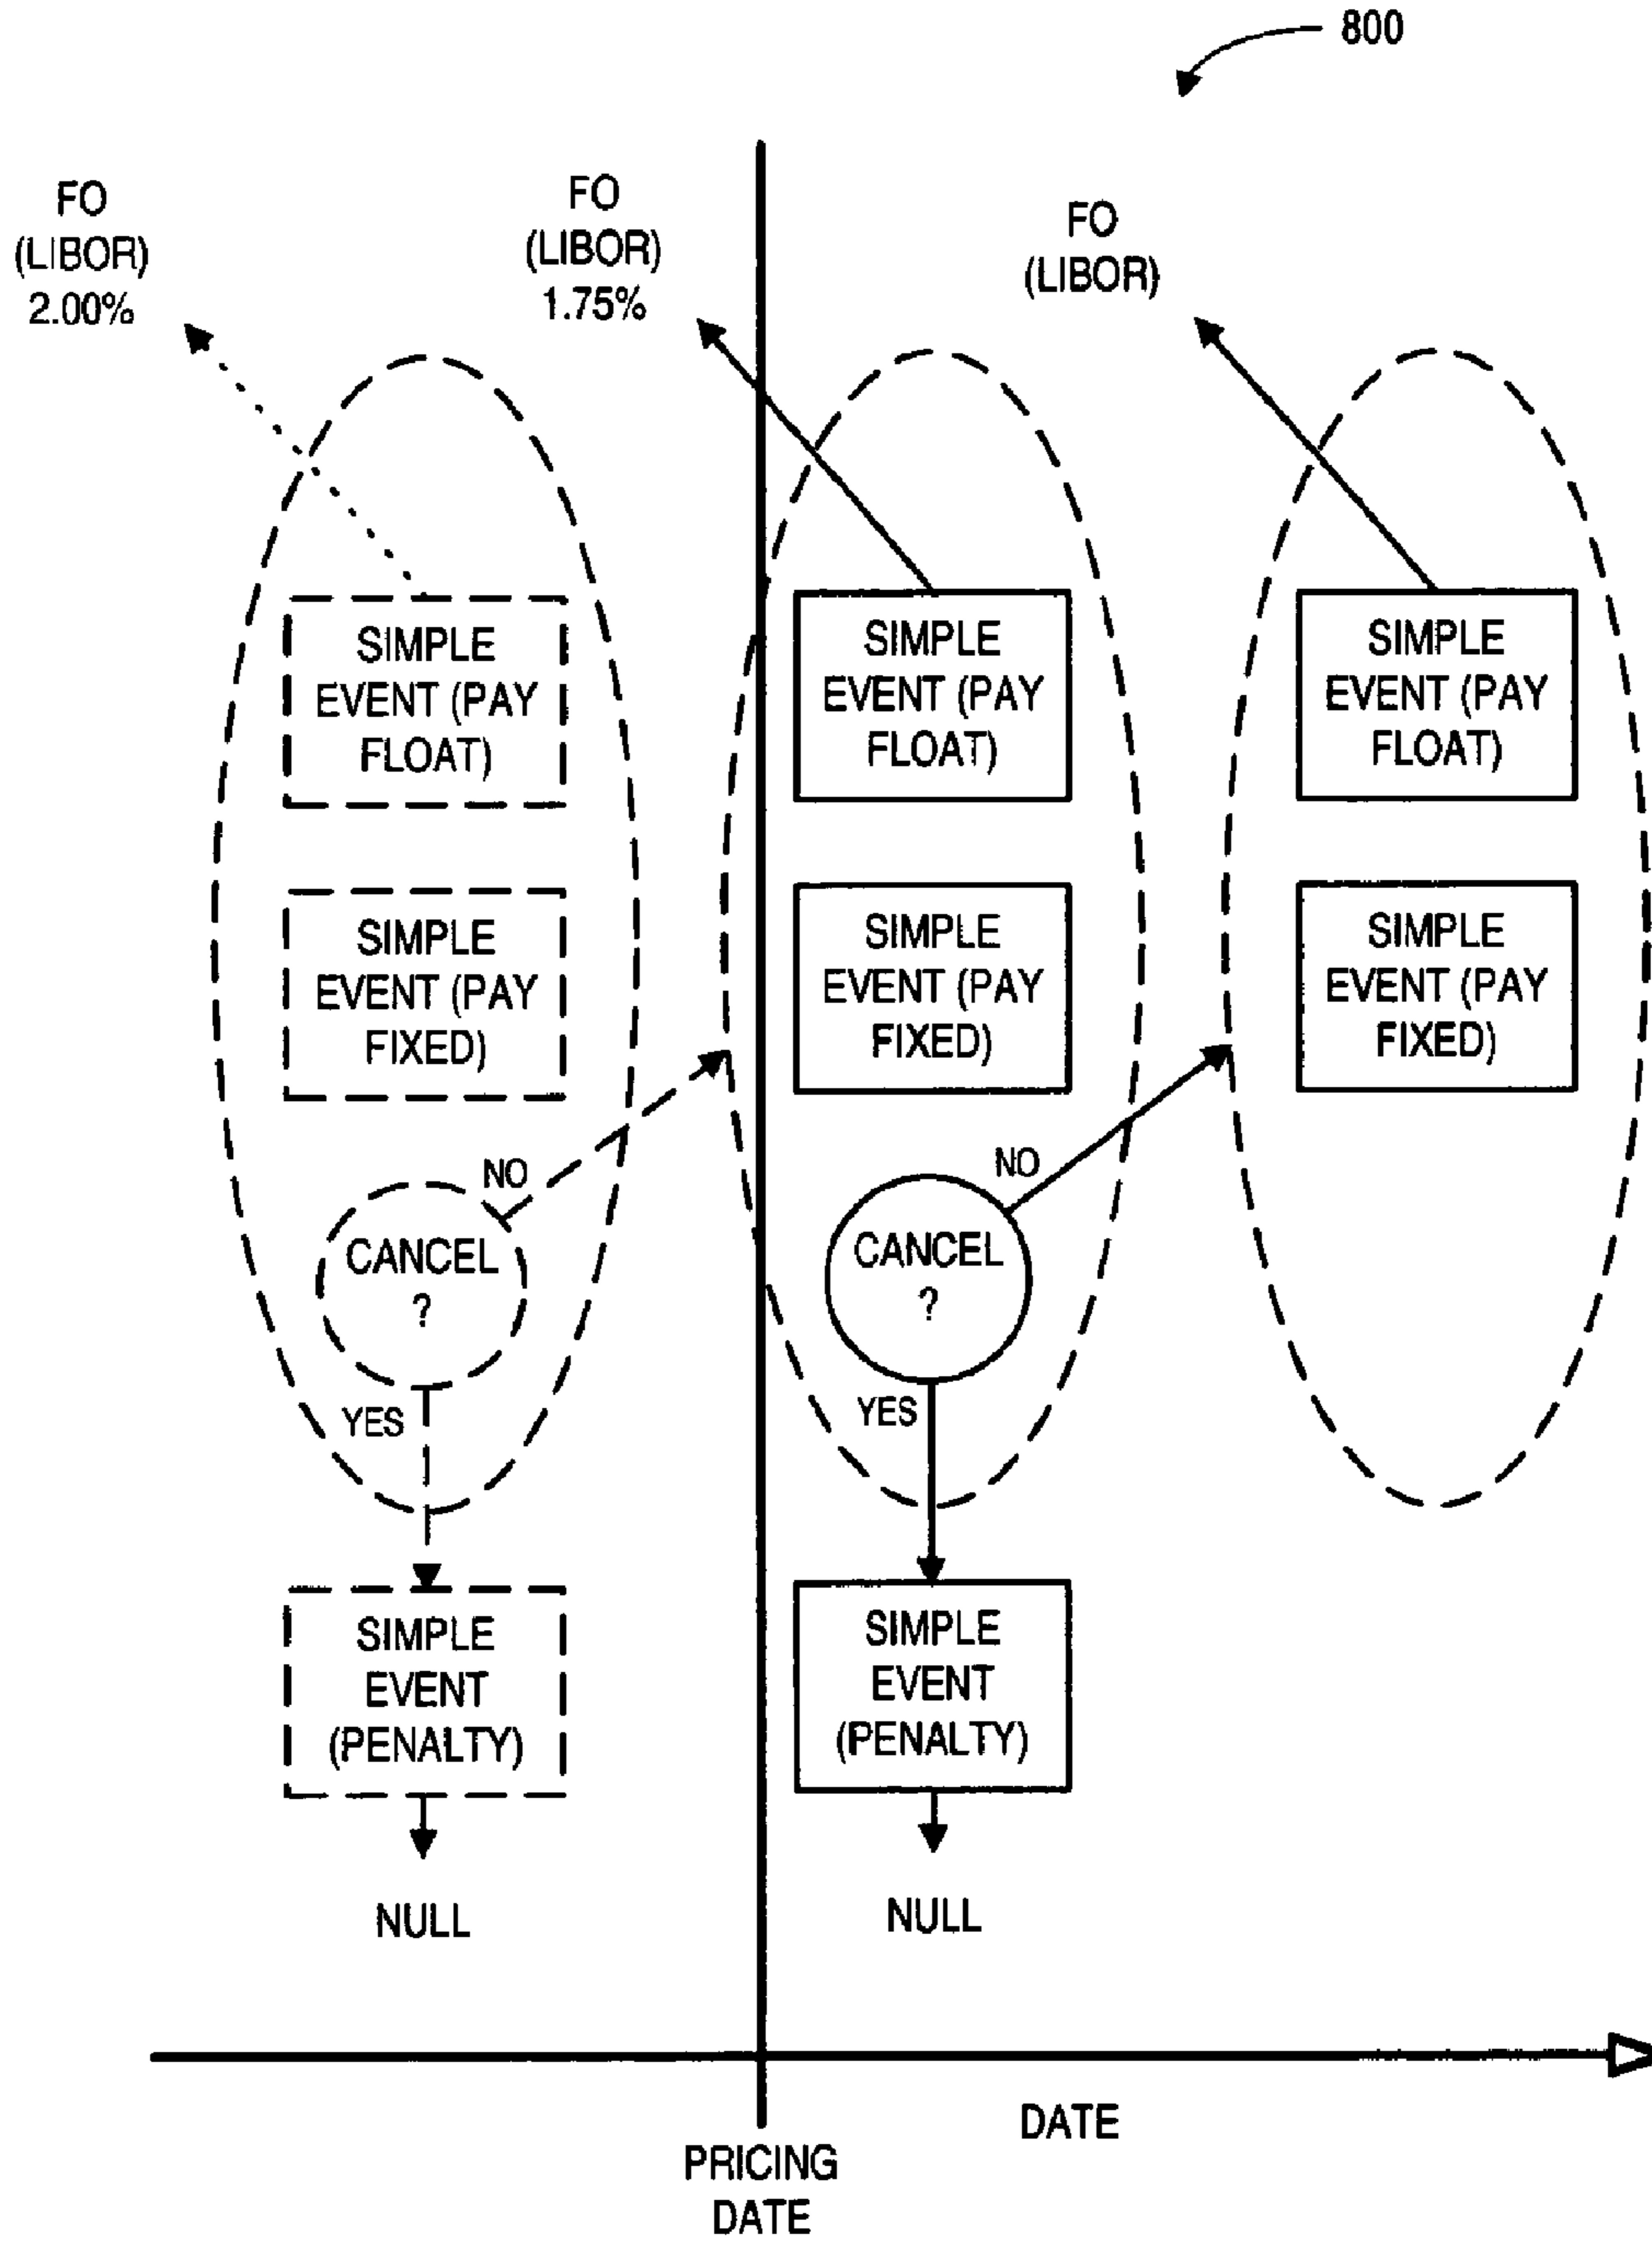 800
FO
(LIBOR)
2.00%
FO
(LIBOR)
1.75%
FO
(LIBOR)
SIMPLE
EVENT (PAY
FLOAT)
SIMPLE
EVENT (PAY
FLOAT)
SIMPLE
EVENT (PAY
FLOAT)
SIMPLE
EVENT (PAY
FIXED)
SIMPLE
EVENT (PAY
FIXED)
SIMPLE
EVENT (PAY
FIXED)
NO
CANCEL
?
YES
NO
CANCEL
?
YES
SIMPLE
EVENT
(PENALTY)
SIMPLE
EVENT
(PENALTY)
NULL
NULL
DATE
PRICING
DATE